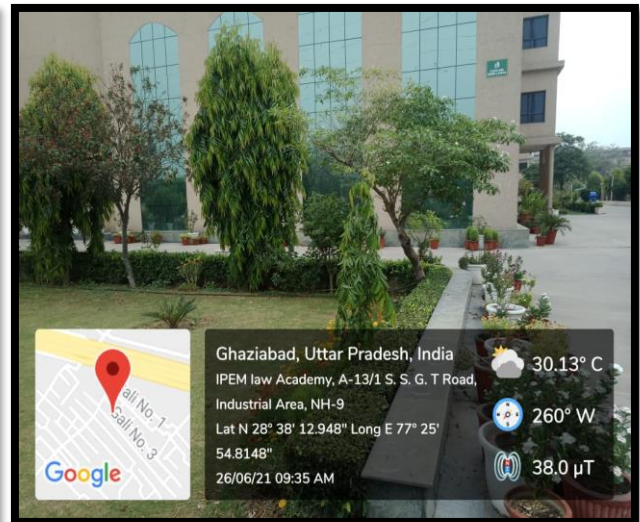 Ghaziabad, Uttar Pradesh, India
IPEM law Academy, A-13/1 S. S. G. T Road,
Industrial Area, NH-9
Lat N 28° 38' 12.948" Long E 77° 25'
54.8148"
26/06/21 09:35 AM
30.13° C
260° W
38.0 µT
ali No. 1
Gali No. 3
Google